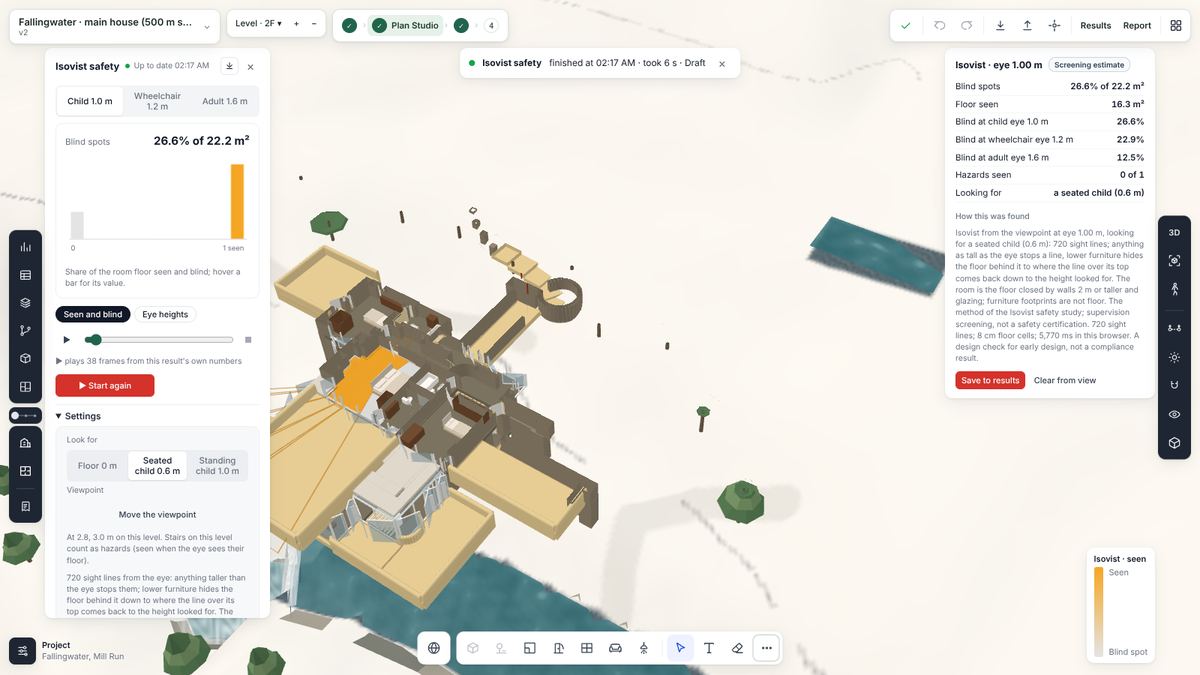 Fallingwater · main house (500 m s...
v2
Level · 2F ▾ + −
Plan Studio
4
Results
Report
Isovist safety
Up to date 02:17 AM
Isovist safety finished at 02:17 AM · took 6 s · Draft
Child 1.0 m
Wheelchair
1.2 m
Adult 1.6 m
Blind spots
26.6% of 22.2 m²
0
1 seen
Share of the room floor seen and blind; hover a
bar for its value.
Seen and blind
Eye heights
▶ plays 38 frames from this result's own numbers
▶ Start again
▼ Settings
Look for
Floor 0 m
Seated
child 0.6 m
Standing
child 1.0 m
Viewpoint
Move the viewpoint
At 2.8, 3.0 m on this level. Stairs on this level
count as hazards (seen when the eye sees their
floor).
720 sight lines from the eye: anything taller than
the eye stops them; lower furniture hides the
floor behind it down to where the line over its
top comes back to the height looked for. The
Project
Fallingwater, Mill Run
Isovist · eye 1.00 m
Screening estimate
Blind spots 26.6% of 22.2 m²
Floor seen 16.3 m²
Blind at child eye 1.0 m 26.6%
Blind at wheelchair eye 1.2 m 22.9%
Blind at adult eye 1.6 m 12.5%
Hazards seen 0 of 1
Looking for a seated child (0.6 m)
How this was found
Isovist from the viewpoint at eye 1.00 m, looking
for a seated child (0.6 m): 720 sight lines; anything
as tall as the eye stops a line, lower furniture hides
the floor behind it to where the line over its top
comes back down to the height looked for. The
room is the floor closed by walls 2 m or taller and
glazing; furniture footprints are not floor. The
method of the Isovist safety study; supervision
screening, not a safety certification. 720 sight
lines; 8 cm floor cells; 5,770 ms in this browser. A
design check for early design, not a compliance
result.
Save to results
Clear from view
3D
Isovist · seen
Seen
Blind spot